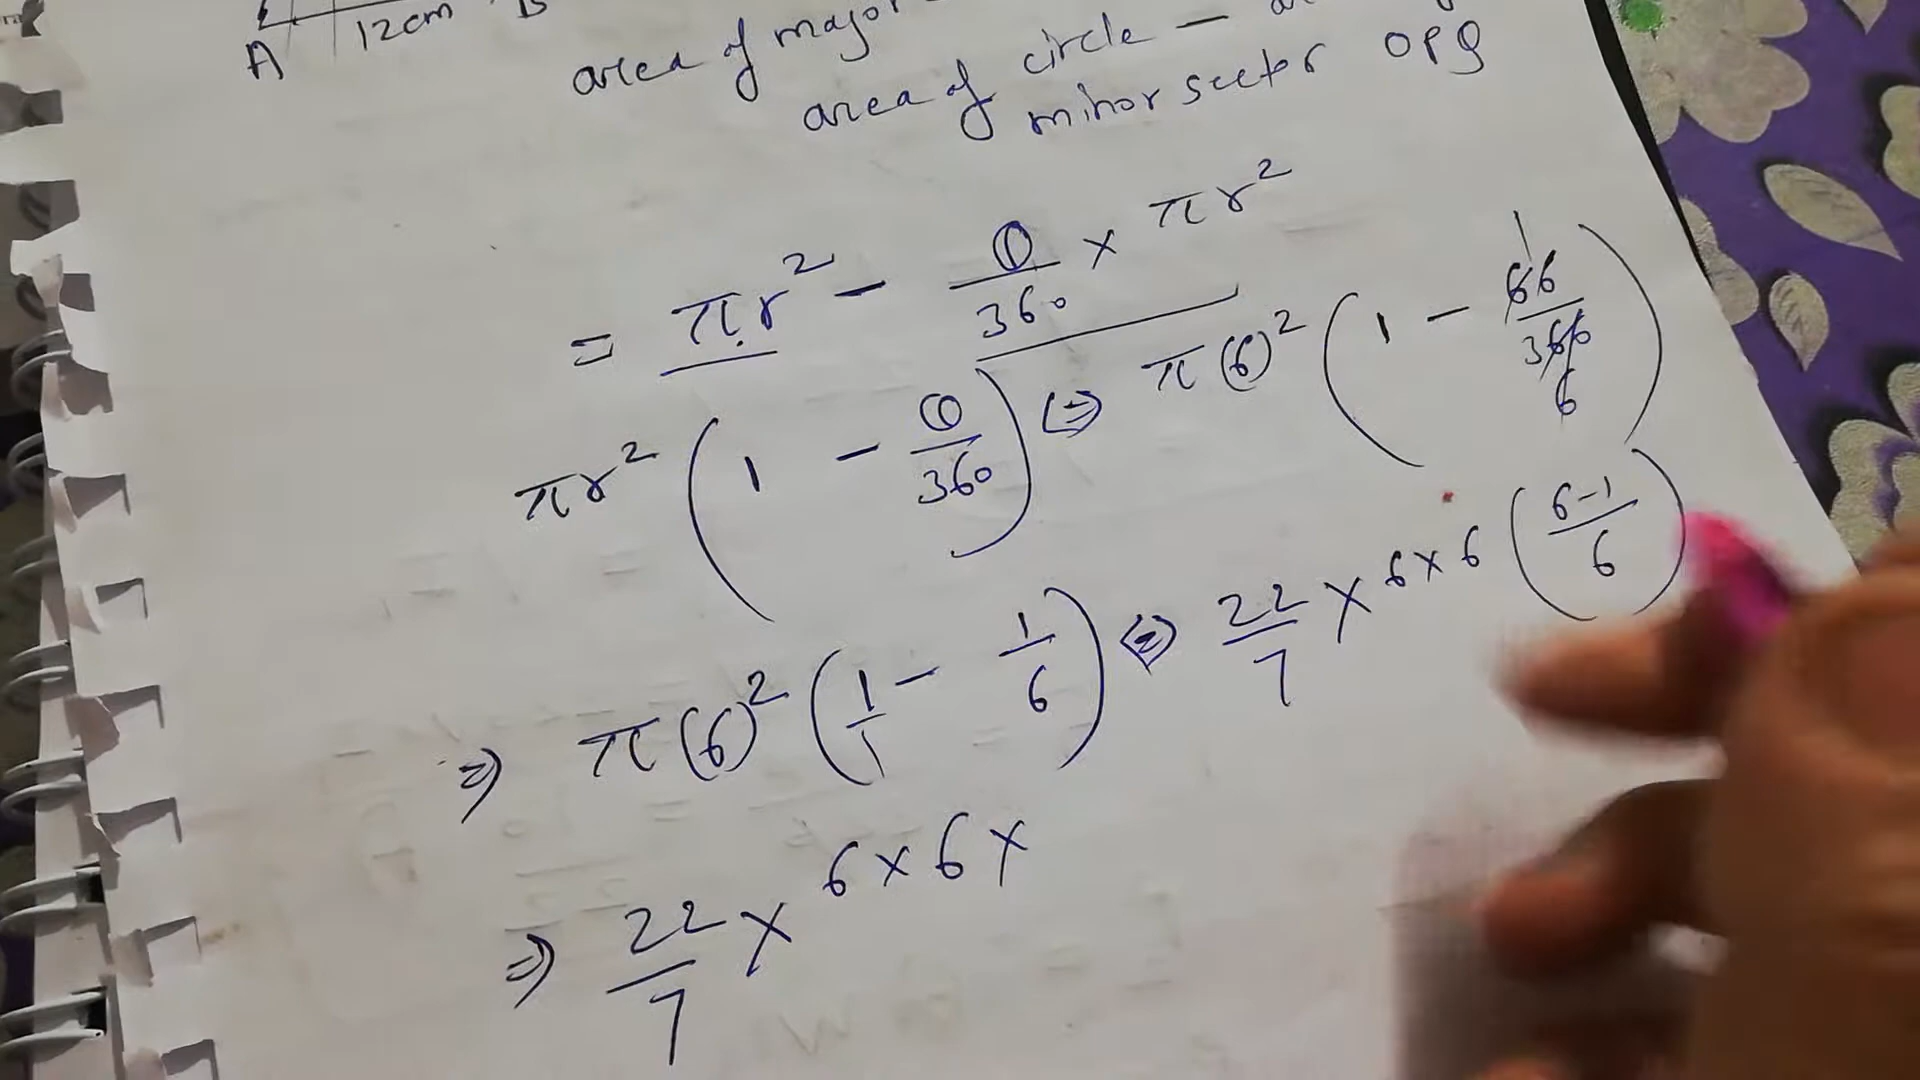 A 12cm B
area of major
area of circle —
minor sector OPQ
= πr² - θ/360 × πr²
πr² (1 - θ/360) ⇔ π(6)² (1 - 60/360) 1 6
⇒ π(6)² (1/1 - 1/6) ⇔ 22/7 × 6×6 (6-1/6)
⇒ 22/7 × 6×6×